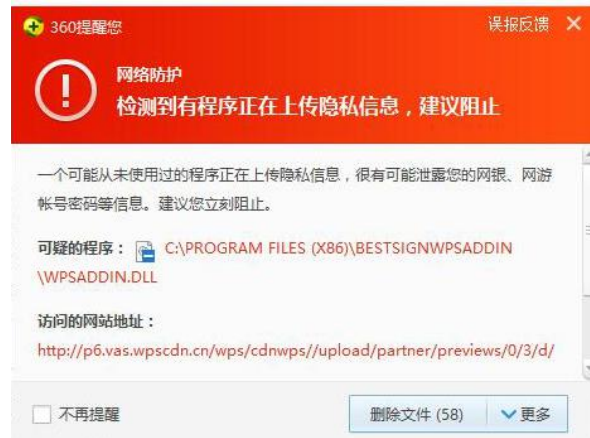 360提醒您
误报反馈
网络防护
检测到有程序正在上传隐私信息，建议阻止
一个可能从未使用过的程序正在上传隐私信息，很有可能泄露您的网银、网游
帐号密码等信息。建议您立刻阻止。
可疑的程序： C:\PROGRAM FILES (X86)\BESTSIGNWPSADDIN
\WPSADDIN.DLL
访问的网站地址：
http://p6.vas.wpscdn.cn/wps/cdnwps//upload/partner/previews/0/3/d/
不再提醒
删除文件 (58)
更多